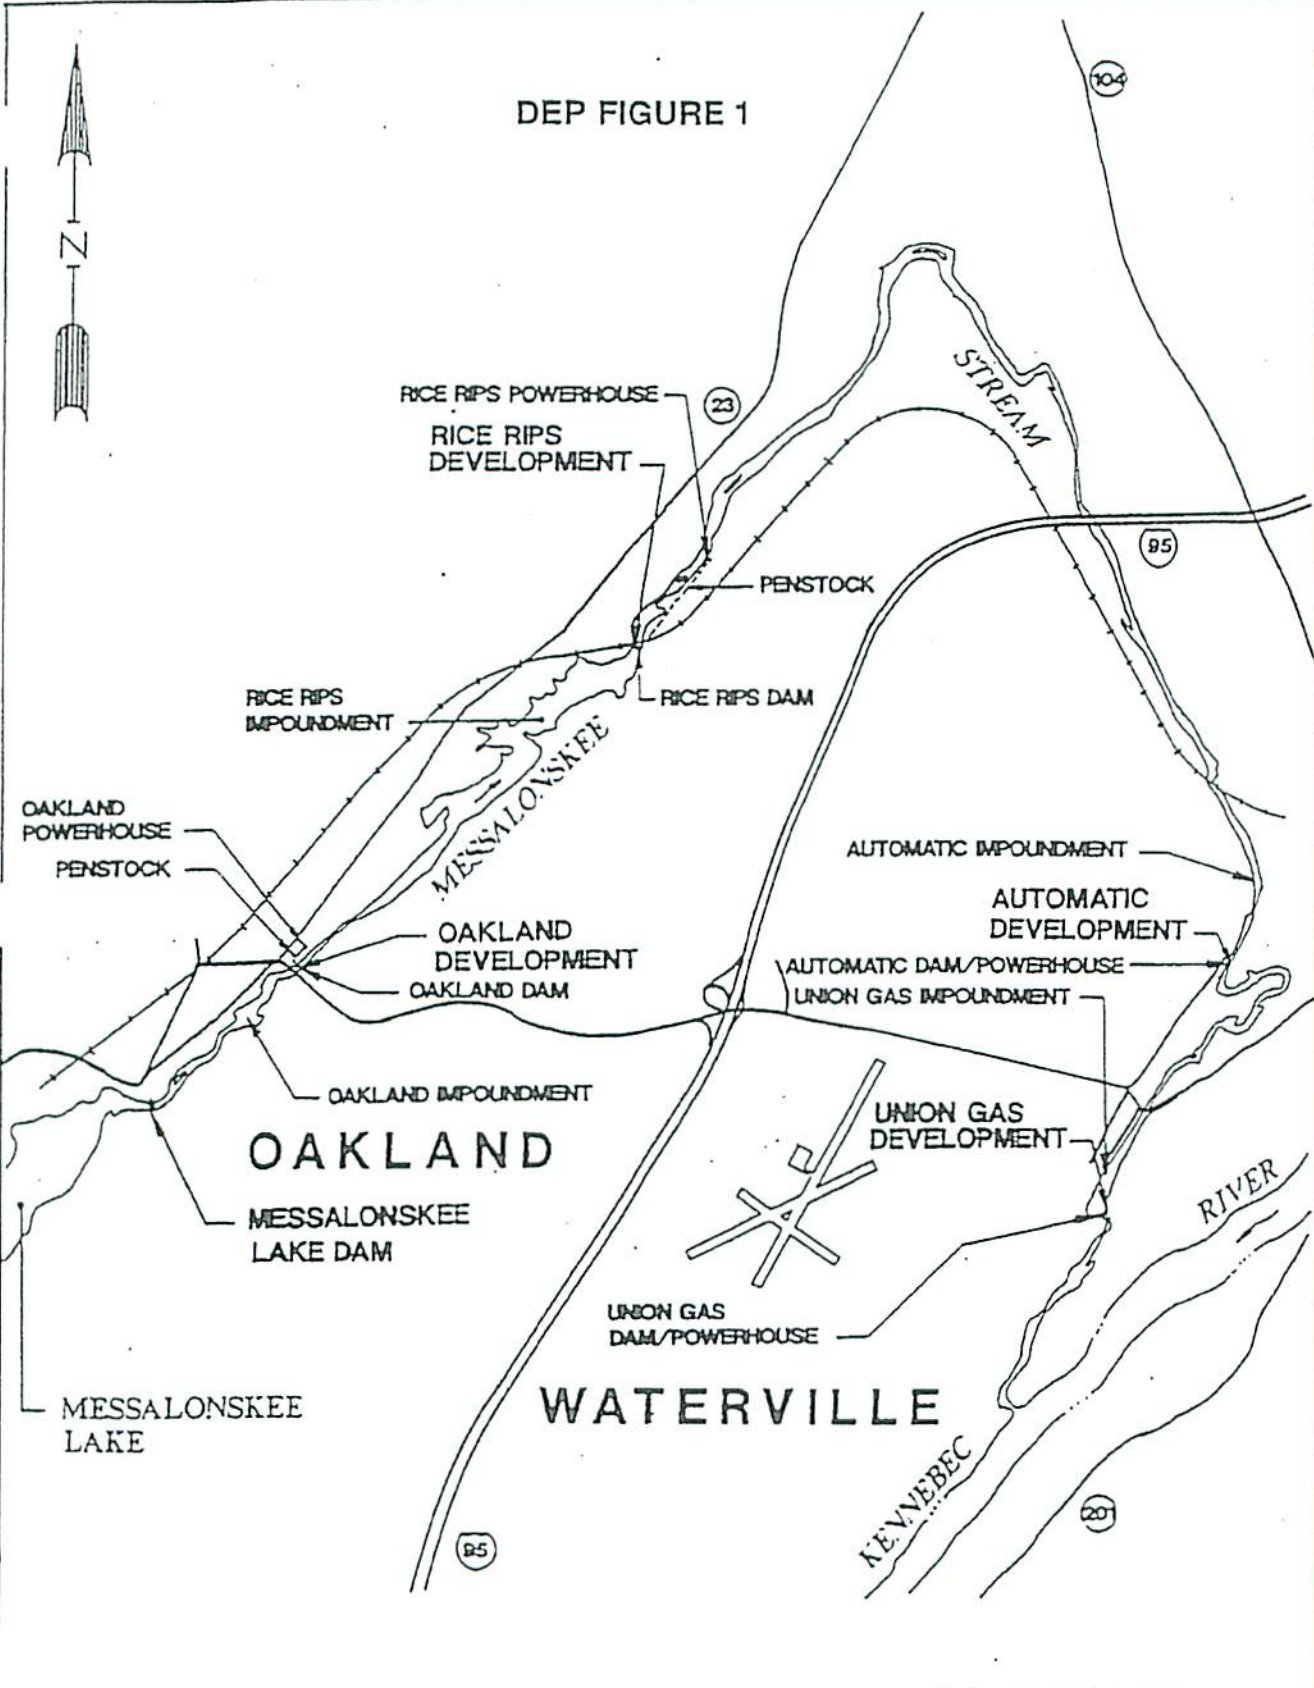 DEP FIGURE 1
104
N
STREAM
RICE RIPS POWERHOUSE
23
RICE RIPS
DEVELOPMENT
95
PENSTOCK
RICE RIPS
IMPOUNDMENT
RICE RIPS DAM
MESSALONSKEE
OAKLAND
POWERHOUSE
PENSTOCK
AUTOMATIC IMPOUNDMENT
AUTOMATIC
DEVELOPMENT
OAKLAND
DEVELOPMENT
AUTOMATIC DAM/POWERHOUSE
OAKLAND DAM
UNION GAS IMPOUNDMENT
OAKLAND IMPOUNDMENT
UNION GAS
DEVELOPMENT
OAKLAND
RIVER
MESSALONSKEE
LAKE DAM
UNION GAS
DAM/POWERHOUSE
MESSALONSKEE
LAKE
WATERVILLE
KENNEBEC
201
95